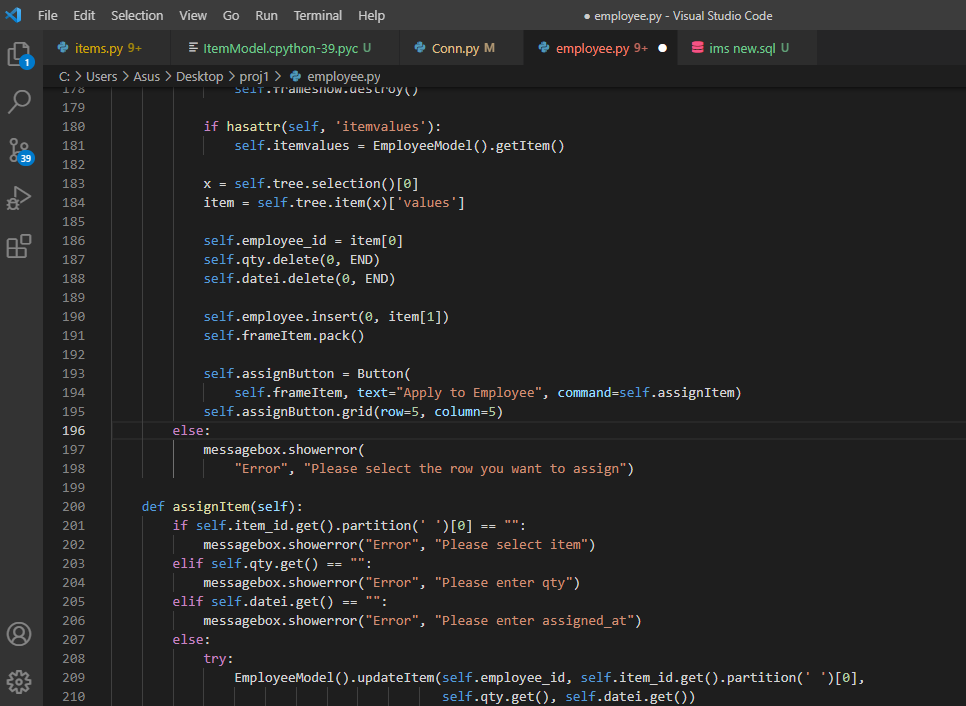 File Edit Selection View Go Run Terminal Help ● employee.py - Visual Studio Code
items.py 9+ ItemModel.cpython-39.pyc U Conn.py M employee.py 9+ ● ims new.sql U
C: > Users > Asus > Desktop > proj1 > employee.py
1
39
178 self.frameshow.destroy()
179
180 if hasattr(self, 'itemvalues'):
181 self.itemvalues = EmployeeModel().getItem()
182
183 x = self.tree.selection()[0]
184 item = self.tree.item(x)['values']
185
186 self.employee_id = item[0]
187 self.qty.delete(0, END)
188 self.datei.delete(0, END)
189
190 self.employee.insert(0, item[1])
191 self.frameItem.pack()
192
193 self.assignButton = Button(
194 self.frameItem, text="Apply to Employee", command=self.assignItem)
195 self.assignButton.grid(row=5, column=5)
196 else:
197 messagebox.showerror(
198 "Error", "Please select the row you want to assign")
199
200 def assignItem(self):
201 if self.item_id.get().partition(' ')[0] == "":
202 messagebox.showerror("Error", "Please select item")
203 elif self.qty.get() == "":
204 messagebox.showerror("Error", "Please enter qty")
205 elif self.datei.get() == "":
206 messagebox.showerror("Error", "Please enter assigned_at")
207 else:
208 try:
209 EmployeeModel().updateItem(self.employee_id, self.item_id.get().partition(' ')[0],
210 self.qty.get(), self.datei.get())